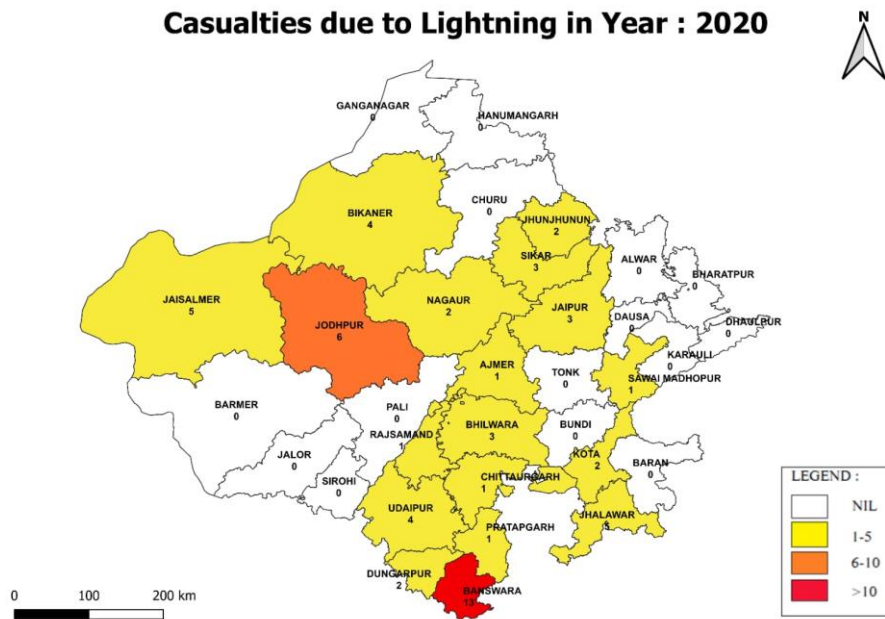 Casualties due to Lightning in Year : 2020
N
GANGANAGAR
0
HANUMANGARH
0
CHURU
0
BIKANER
4
JHUNJHUNUN
2
SIKAR
3
ALWAR
0
BHARATPUR
0
JAISALMER
5
NAGAUR
2
JAIPUR
3
DAUSA
0
DHAULPUR
0
JODHPUR
6
KARAULI
0
AJMER
1
TONK
0
SAWAI MADHOPUR
1
BARMER
0
PALI
0
RAJSAMAND
1
BHILWARA
3
BUNDI
0
JALOR
0
SIROHI
0
KOTA
2
BARAN
0
CHITTAURGARH
1
UDAIPUR
4
PRATAPGARH
1
JHALAWAR
DUNGARPUR
2
BANSWARA
13
LEGEND :
NIL
1-5
6-10
>10
0 100 200 km